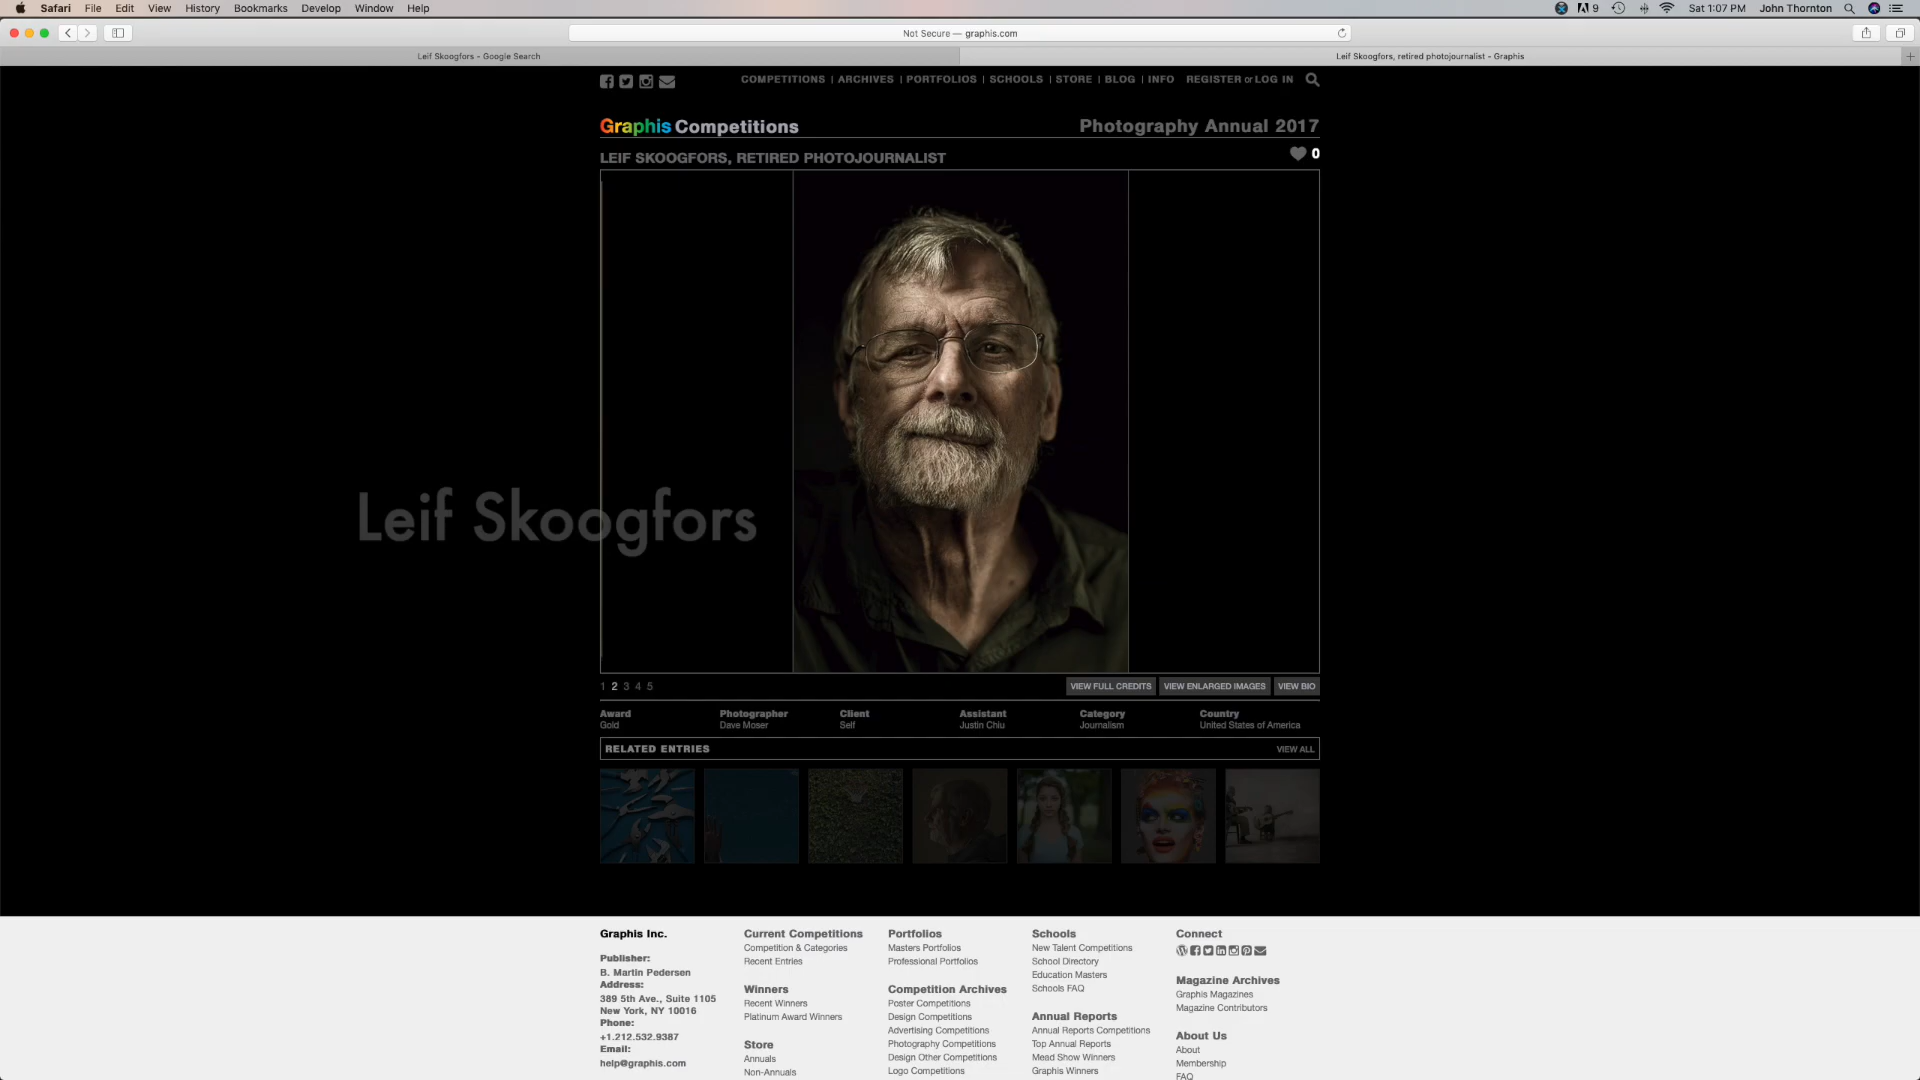 Safari File Edit View History Bookmarks Develop Window Help
9 Sat 1:07 PM John Thornton
Not Secure — graphis.com
Leif Skoogfors - Google Search
Leif Skoogfors, retired photojournalist - Graphis
COMPETITIONS | ARCHIVES | PORTFOLIOS | SCHOOLS | STORE | BLOG | INFO REGISTER or LOG IN
Graphis Competitions
Photography Annual 2017
LEIF SKOOGFORS, RETIRED PHOTOJOURNALIST
0
Leif Skoogfors
1 2 3 4 5
VIEW FULL CREDITS VIEW ENLARGED IMAGES VIEW BIO
Award Photographer Client Assistant Category Country
Gold Dave Moser Self Justin Chiu Journalism United States of America
RELATED ENTRIES VIEW ALL
Graphis Inc.
Publisher:
B. Martin Pedersen
Address:
389 5th Ave., Suite 1105
New York, NY 10016
Phone:
+1.212.532.9387
Email:
help@graphis.com
Current Competitions
Competition & Categories
Recent Entries
Winners
Recent Winners
Platinum Award Winners
Store
Annuals
Non-Annuals
Portfolios
Masters Portfolios
Professional Portfolios
Competition Archives
Poster Competitions
Design Competitions
Advertising Competitions
Photography Competitions
Design Other Competitions
Logo Competitions
Schools
New Talent Competitions
School Directory
Education Masters
Schools FAQ
Annual Reports
Annual Reports Competitions
Top Annual Reports
Mead Show Winners
Graphis Winners
Connect
Magazine Archives
Graphis Magazines
Magazine Contributors
About Us
About
Membership
FAQ